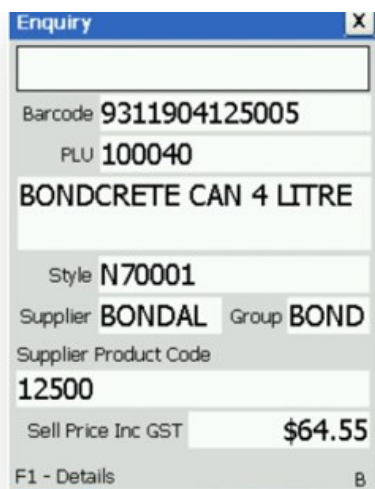 Enquiry X
Barcode 9311904125005
PLU 100040
BONDCRETE CAN 4 LITRE
Style N70001
Supplier BONDAL Group BOND
Supplier Product Code
12500
Sell Price Inc GST $64.55
F1 - Details B